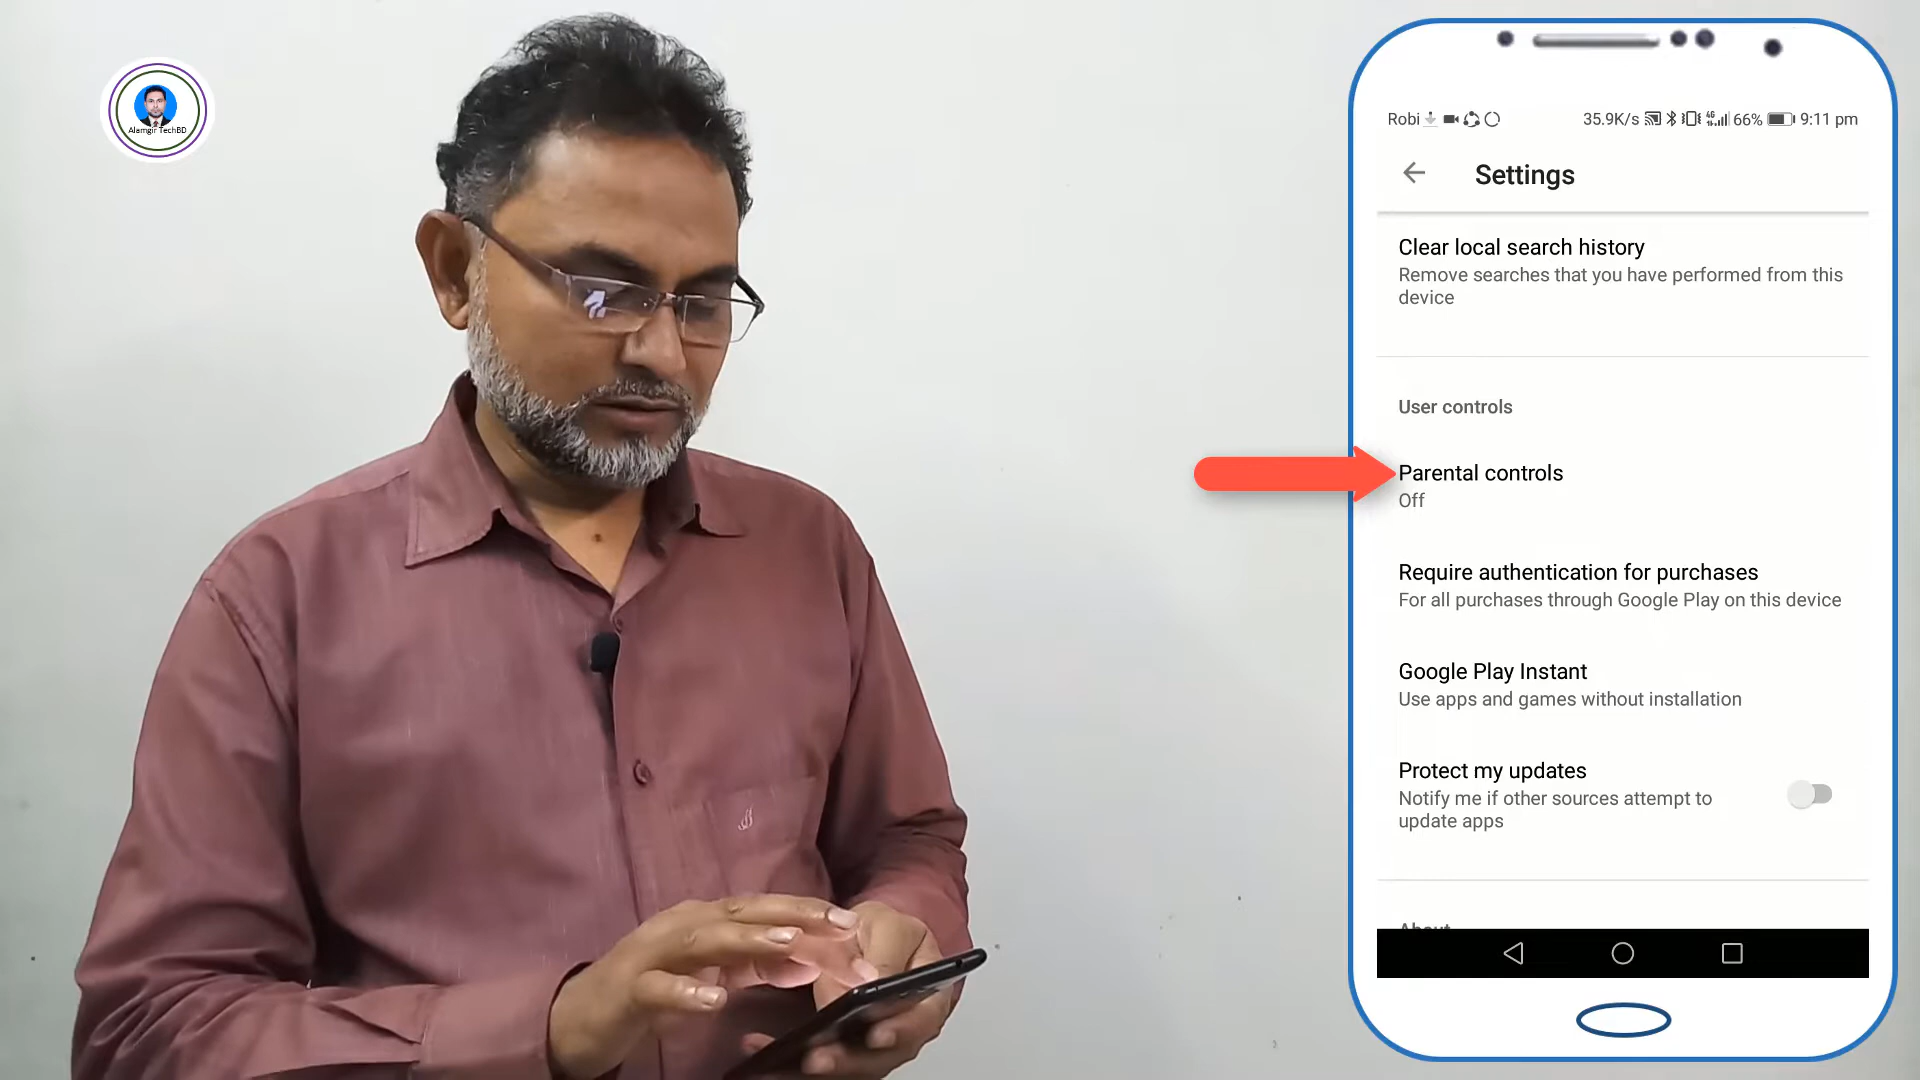 Alamgir TechBD
Robi 35.9K/s 4G 66% 9:11 pm
Settings
Clear local search history
Remove searches that you have performed from this
device
User controls
Parental controls
Off
Require authentication for purchases
For all purchases through Google Play on this device
Google Play Instant
Use apps and games without installation
Protect my updates
Notify me if other sources attempt to
update apps
About